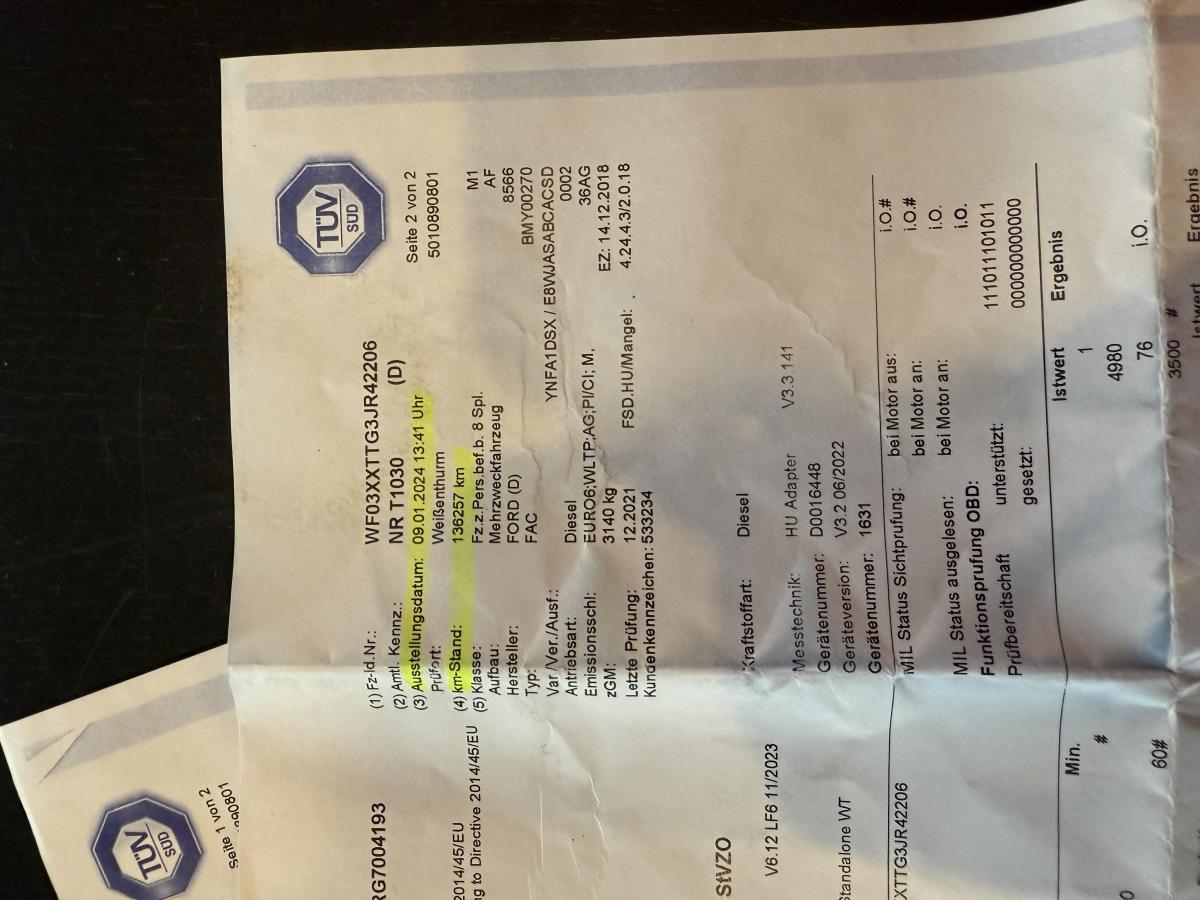 TÜV
SÜD
Seite 2 von 2
5010890801
(1) Fz-Id.Nr.: WF03XXTTG3JR42206
(2) Amtl. Kennz.: NR T1030 (D)
(3) Ausstellungsdatum: 09.01.2024 13:41 Uhr
Prüfort: Weißenthurm
(4) km-Stand: 136257 km
(5) Klasse: Fz.z.Pers.bef.b. 8 Spl. M1
Aufbau: Mehrzweckfahrzeug AF
Hersteller: FORD (D) 8566
Typ: FAC BMY00270
Var./Ver./Ausf.: YNFA1DSX / E8WJASABCACSD
Antriebsart: Diesel 0002
Emissionsschl: EURO6;WLTP;AG;PI/CI; M, 36AG
zGM: 3140 kg EZ: 14.12.2018
Letzte Prüfung: 12.2021 FSD.HU/Mangel: 4.24.4.3/2.0.18
Kundenkennzeichen: 533234
Kraftstoffart: Diesel
Messtechnik: HU Adapter V3.3.141
Gerätenummer: D0016448
Geräteversion: V3.2 06/2022
Gerätenummer: 1631
MIL Status Sichtprüfung: bei Motor aus: i.O.#
bei Motor an: i.O.#
MIL Status ausgelesen: bei Motor an: i.O.
Funktionsprüfung OBD: i.O.
Prüfbereitschaft unterstützt: 111011101011
gesetzt: 000000000000
Min. Istwert Ergebnis
# 1
4980
60# 76 i.O.
3500 #
Istwert Ergebnis
TÜV
SÜD
Seite 1 von 2
890801
RG7004193
2014/45/EU
ng to Directive 2014/45/EU
StVZO
V6.12 LF6 11/2023
Standalone WT
XTTG3JR42206
0